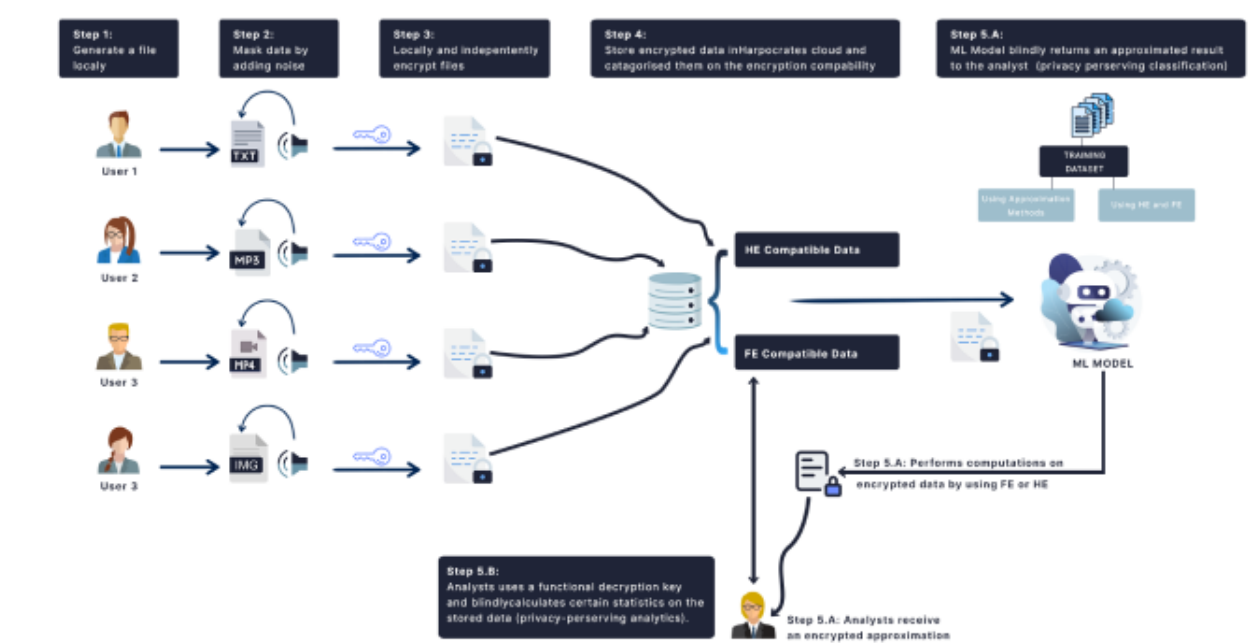 Step 1:
Generate a file
localy
Step 2:
Mask data by
adding noise
Step 3:
Locally and indepentently
encrypt files
Step 4:
Store encrypted data inHarpocrates cloud and
catagorised them on the encryption compability
Step 5.A:
ML Model blindly returns an approximated result
to the analyst (privacy perserving classification)
TRAINING
DATASET
Using Approximation
Methods
Using HE and FE
TXT
User 1
MP3
User 2
HE Compatible Data
MP4
User 3
FE Compatible Data
ML MODEL
IMG
User 3
Step 5.A: Performs computations on
encrypted data by using FE or HE
Step 5.B:
Analysts uses a functional decryption key
and blindlycalculates certain statistics on the
stored data (privacy-perserving analytics).
Step 5.A: Analysts receive
an encrypted approximation